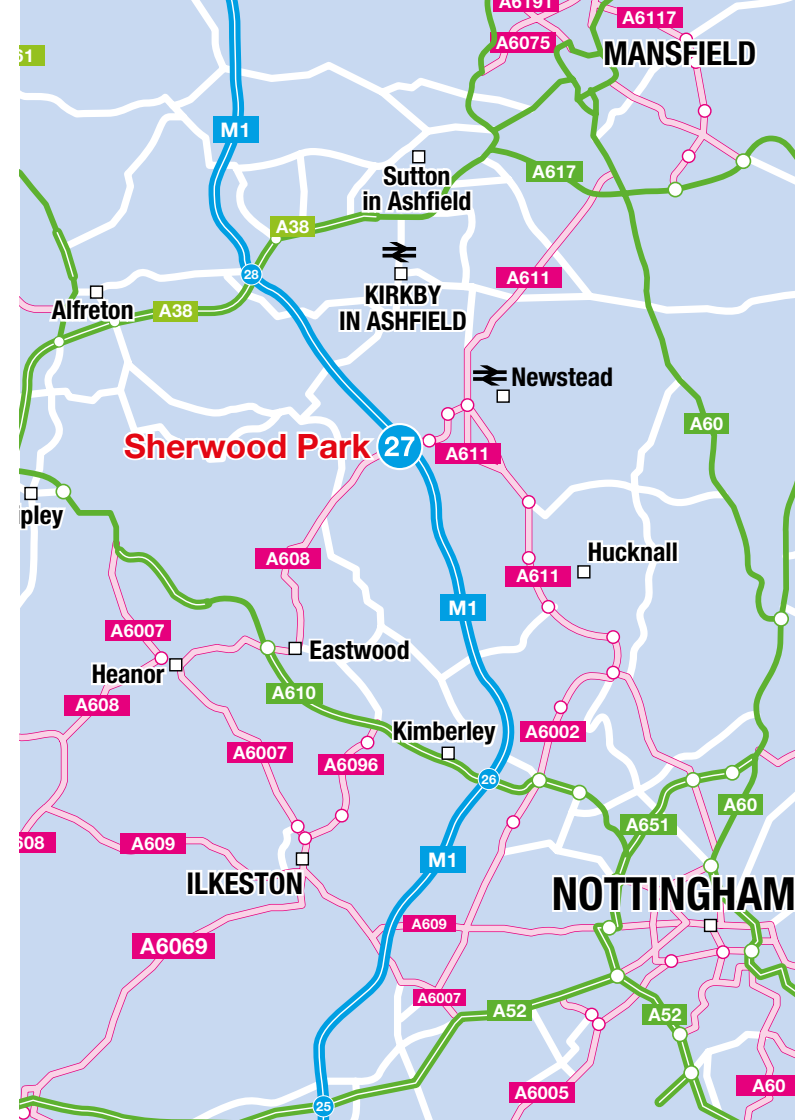 A6191
A6117
A6075
MANSFIELD
61
M1
Sutton
in Ashfield
A617
A38
28
A611
KIRKBY
IN ASHFIELD
Alfreton
A38
Newstead
A60
Sherwood Park
27
A611
ipley
Hucknall
A608
A611
M1
A6007
Eastwood
Heanor
A610
A608
Kimberley
A6002
A6007
A6096
26
A60
A651
608
A609
M1
ILKESTON
NOTTINGHAM
A609
A6069
A6007
A52
A52
A6005
A60
25